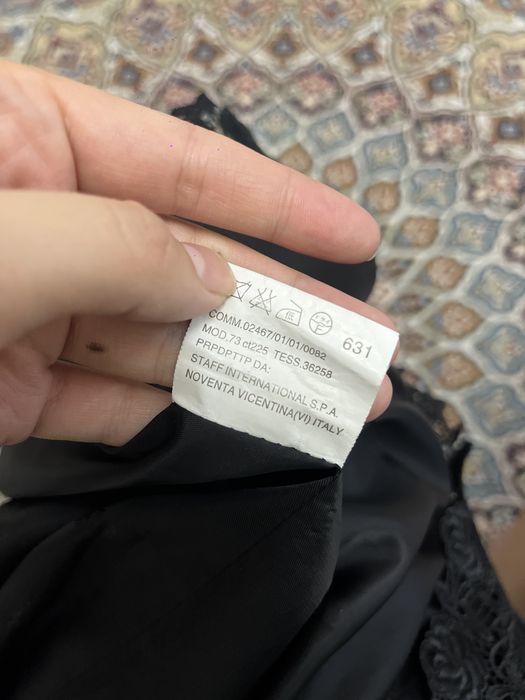 631
COMM.02467/01/01/0082
MOD.73 ct225 TESS.36258
PRPDPTTP DA:
STAFF INTERNATIONAL S.P.A.
NOVENTA VICENTINA(VI) ITALY